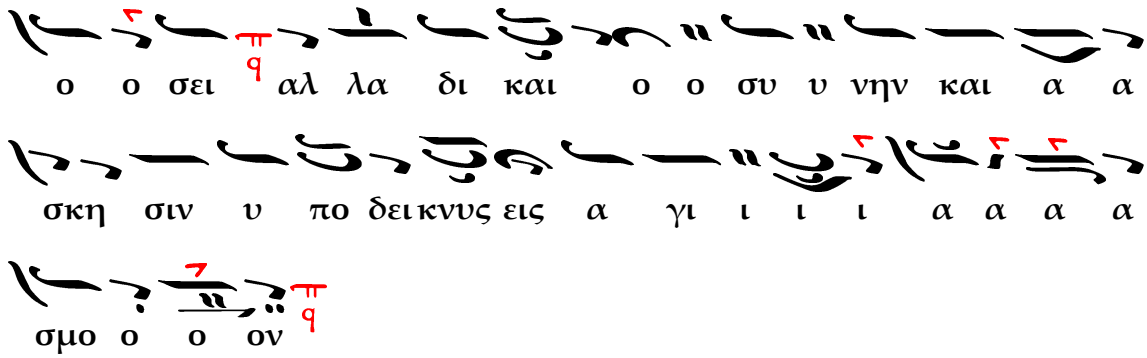 ο ο σει αλ λα δι και ο ο συ υ νην και α α
σκη σιν υ πο δει κνυς εις α γι ι ι ι α α α α
σμο ο ο ον